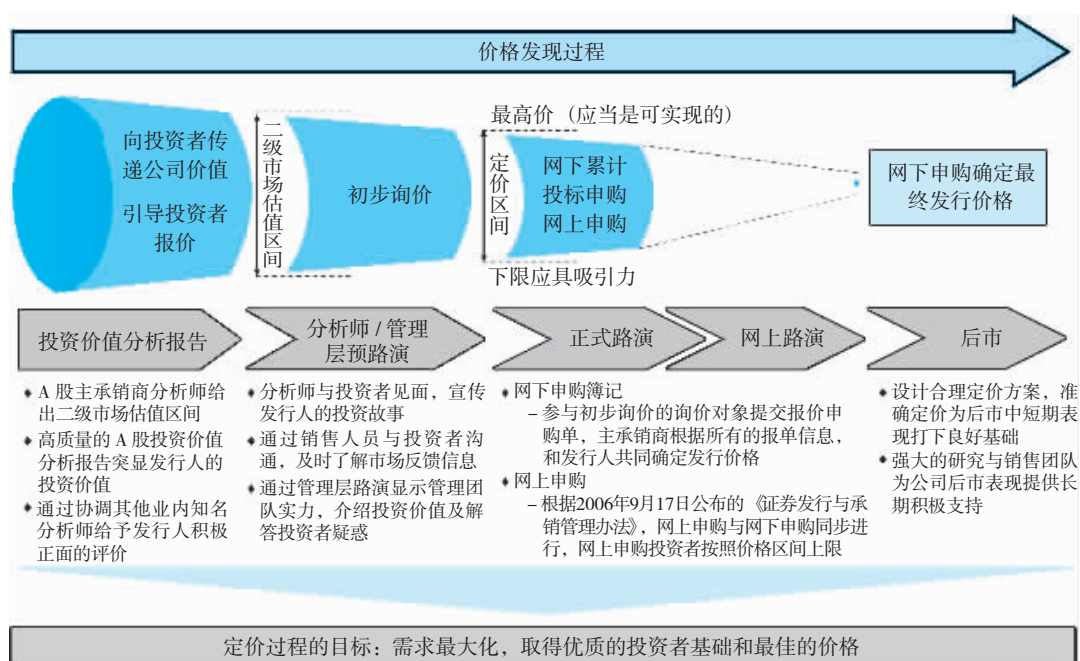 价格发现过程
向投资者传
递公司价值
引导投资者
报价
二级市场估值区间
初步询价
最高价（应当是可实现的）
定价区间
网下累计
投标申购
网上申购
下限应具吸引力
网下申购确定最
终发行价格
投资价值分析报告
分析师 / 管理
层预路演
正式路演
网上路演
后市
♦ A 股主承销商分析师给
出二级市场估值区间
♦ 高质量的 A 股投资价值
分析报告突显发行人的
投资价值
♦ 通过协调其他业内知名
分析师给予发行人积极
正面的评价
♦ 分析师与投资者见面，宣传
发行人的投资故事
♦ 通过销售人员与投资者沟
通，及时了解市场反馈信息
♦ 通过管理层路演显示管理团
队实力，介绍投资价值及解
答投资者疑惑
♦ 网下申购簿记
– 参与初步询价的询价对象提交报价申
购单，主承销商根据所有的报单信息，
和发行人共同确定发行价格
♦ 网上申购
– 根据2006年9月17日公布的《证券发行与承
销管理办法》，网上申购与网下申购同步进
行，网上申购投资者按照价格区间上限
♦ 设计合理定价方案，准
确定价为后市中短期表
现打下良好基础
♦ 强大的研究与销售团队
为公司后市表现提供长
期积极支持
定价过程的目标：需求最大化，取得优质的投资者基础和最佳的价格